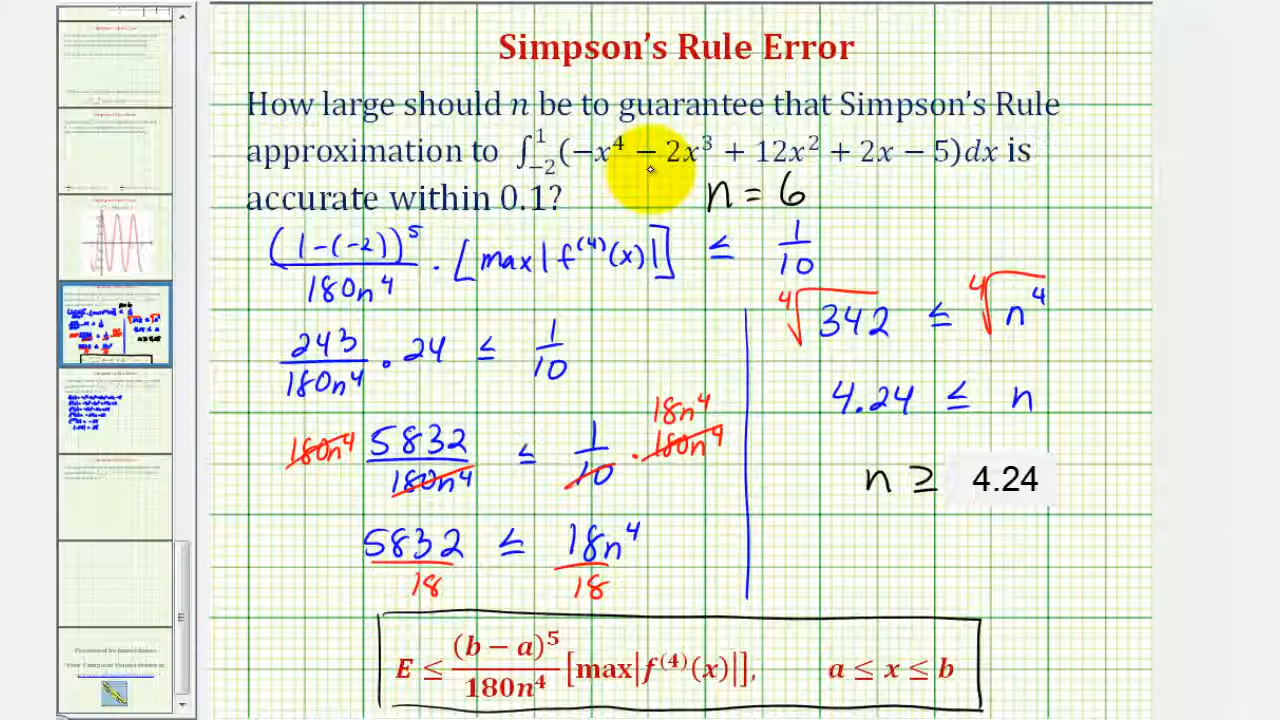 Simpson's Rule Error
How large should n be to guarantee that Simpson's Rule
approximation to ∫₋₂¹(−x⁴ − 2x³ + 12x² + 2x − 5)dx is
accurate within 0.1?
n = 6
(1-(-2))⁵/180n⁴ · [max|f⁽⁴⁾(x)|] ≤ 1/10
243/180n⁴ · 24 ≤ 1/10
180n⁴ 5832/180n⁴ ≤ 1/10 · 180n⁴ 18n⁴
5832/18 ≤ 18n⁴/18
⁴√342 ≤ ⁴√n⁴
4.24 ≤ n
n ≥ 4.24
E ≤ (b − a)⁵/180n⁴ [max|f⁽⁴⁾(x)|], a ≤ x ≤ b